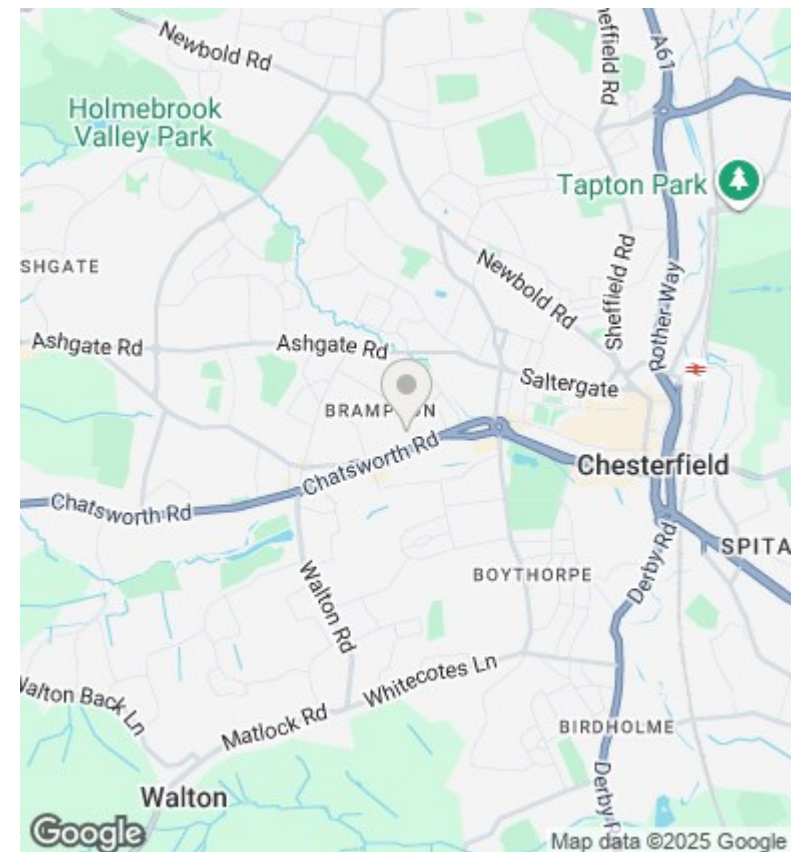 Newbold Rd
Sheffield Rd
A61
Holmebrook
Valley Park
Tapton Park
SHGATE
Newbold Rd
Sheffield Rd
Rother Way
Ashgate Rd
Ashgate Rd
Saltergate
BRAMPTON
Chatsworth Rd
Chesterfield
Chatsworth Rd
SPITA
Derby Rd
BOYTHORPE
Walton Rd
Whitecotes Ln
Walton Back Ln
Matlock Rd
BIRDHOLME
Walton
Derby R
Google
Map data ©2025 Google